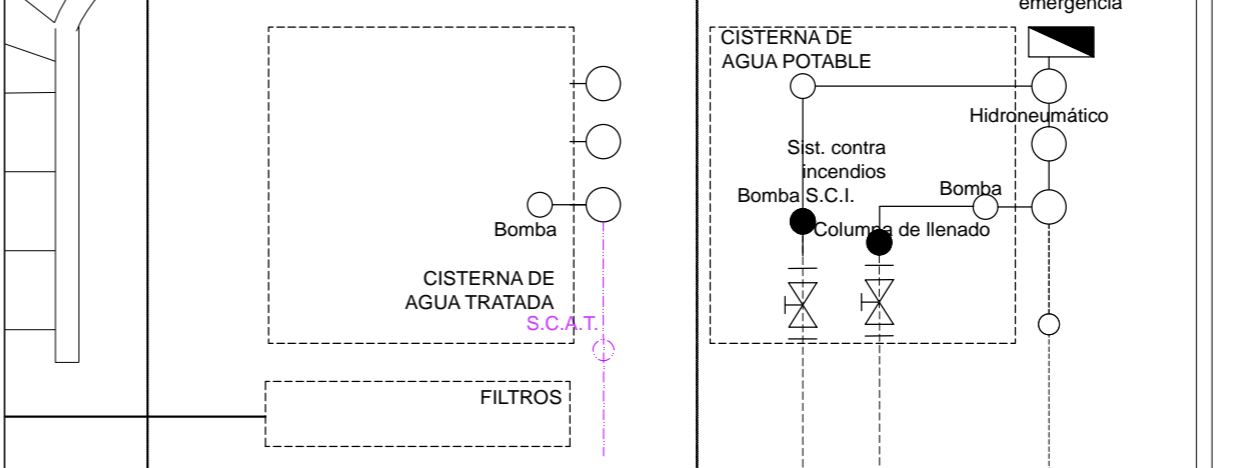 emergencia
CISTERNA DE
AGUA POTABLE
Hidroneumático
Sist. contra
incendios
Bomba S.C.I.
Bomba
Columna de llenado
Bomba
CISTERNA DE
AGUA TRATADA
S.C.A.T.
FILTROS